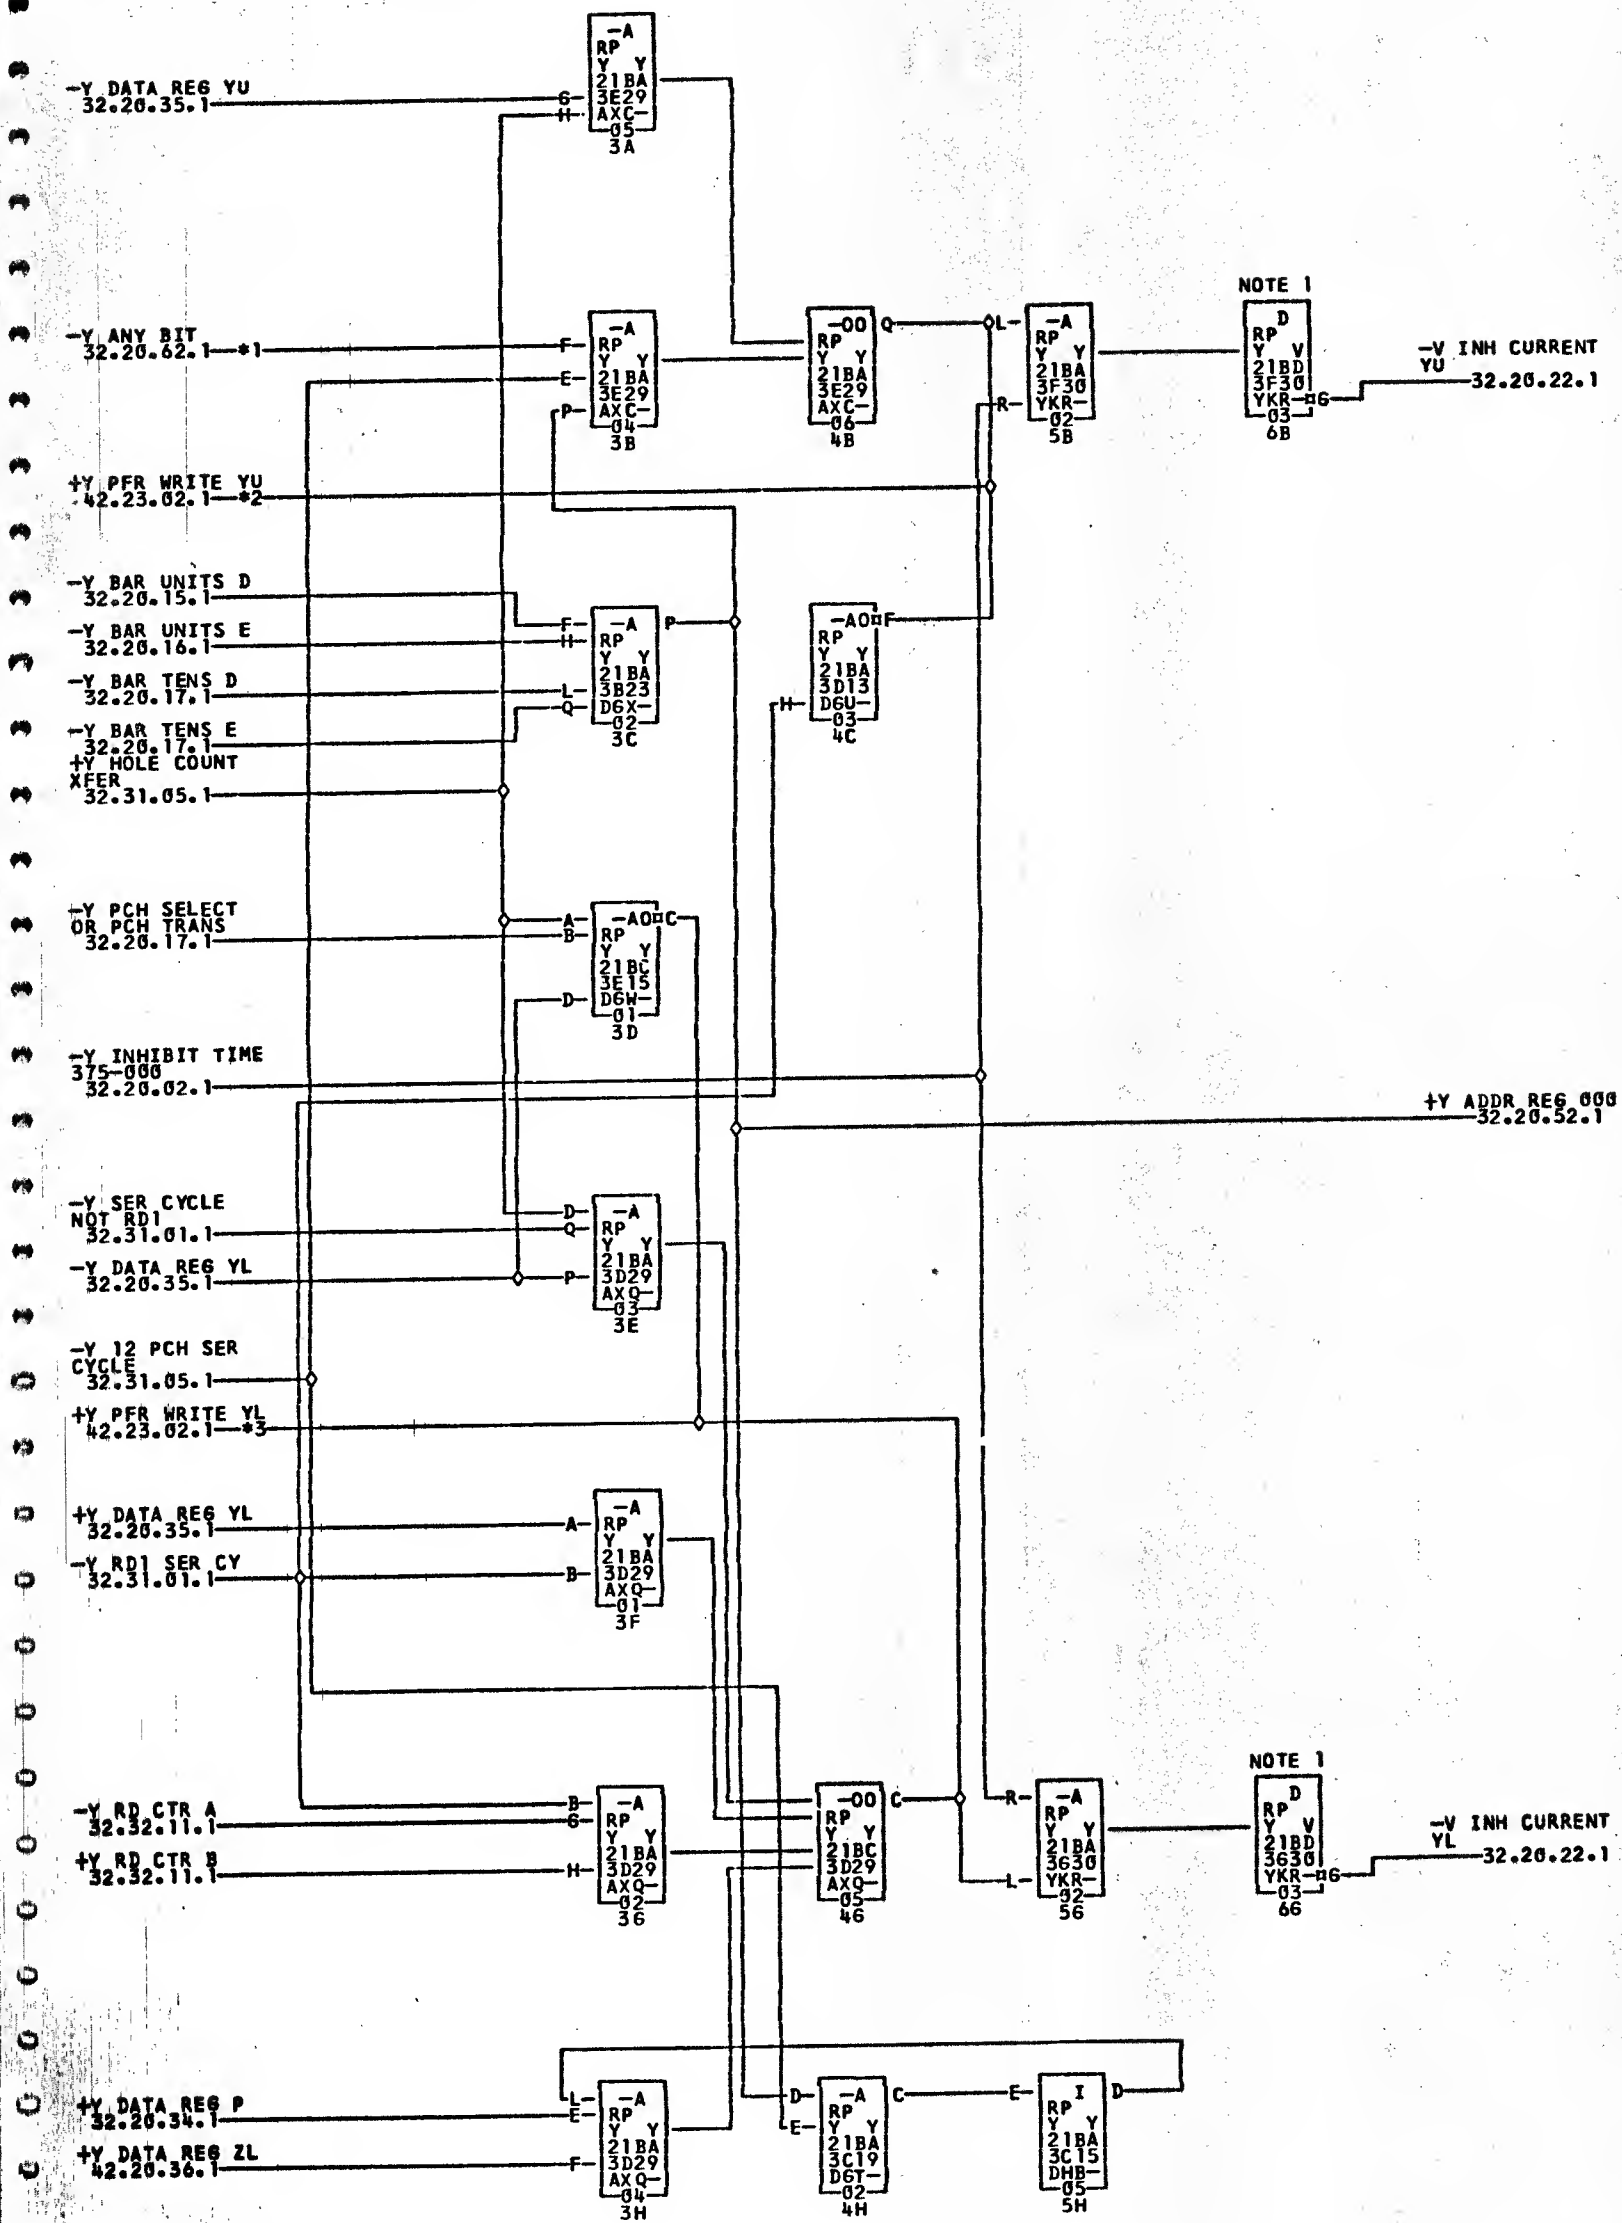 -A
RP
Y Y
21BA
3E29
AXC-
05
3A
-Y DATA REG YU
32.20.35.1
G
H
NOTE 1
-Y ANY BIT
32.20.62.1 *1
F
E
P
-A
RP
Y Y
21BA
3E29
AXC-
04
3B
-OO Q
RP
Y Y
21BA
3E29
AXC-
06
4B
L
R
-A
RP
Y Y
21BA
3F30
YKR-
02
5B
D
RP
Y V
21BD
3F30
YKR- G
03
6B
-V INH CURRENT
YU
32.20.22.1
+Y PFR WRITE YU
42.23.02.1 *2
-Y BAR UNITS D
32.20.15.1
-Y BAR UNITS E
32.20.16.1
-Y BAR TENS D
32.20.17.1
-Y BAR TENS E
32.20.17.1
+Y HOLE COUNT
XFER
32.31.05.1
F
H
L
Q
-A P
RP
Y Y
21BA
3B23
D6X-
02
3C
-AO F
RP
Y Y
21BA
3D13
H D6U-
03
4C
-Y PCH SELECT
OR PCH TRANS
32.20.17.1
A
B
D
-AO C
RP
Y Y
21BC
3E15
D6W-
01
3D
-Y INHIBIT TIME
375-000
32.20.02.1
+Y ADDR REG 000
32.20.52.1
-Y SER CYCLE
NOT RD1
32.31.01.1
-Y DATA REG YL
32.20.35.1
D
Q
P
-A
RP
Y Y
21BA
3D29
AXQ-
03
3E
-Y 12 PCH SER
CYCLE
32.31.05.1
+Y PFR WRITE YL
42.23.02.1 *3
+Y DATA REG YL
32.20.35.1
-Y RD1 SER CY
32.31.01.1
A
B
-A
RP
Y Y
21BA
3D29
AXQ-
01
3F
NOTE 1
-Y RD CTR A
32.32.11.1
+Y RD CTR B
32.32.11.1
B
G
H
-A
RP
Y Y
21BA
3D29
AXQ-
02
3G
-OO C
RP
Y Y
21BC
3D29
AXQ-
05
4G
R
L
-A
RP
Y Y
21BA
3G30
YKR-
02
5G
D
RP
Y V
21BD
3G30
YKR- G
03
6G
-V INH CURRENT
YL
32.20.22.1
+Y DATA REG P
32.20.34.1
+Y DATA REG ZL
42.20.36.1
L
E
F
-A
RP
Y Y
21BA
3D29
AXQ-
04
3H
D
E
-A C
RP
Y Y
21BA
3C19
D6T-
02
4H
E
I D
RP
Y Y
21BA
3C15
DHB-
05
5H